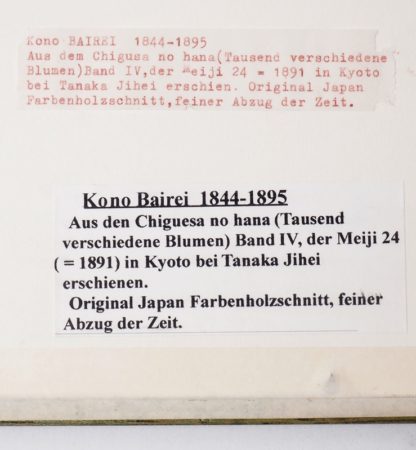 Kono BAIREI 1844-1895
Aus dem Chigusa no hana(Tausend verschiedene
Blumen)Band IV,der Meiji 24 = 1891 in Kyoto
bei Tanaka Jihei erschien. Original Japan
Farbenholzschnitt,feiner Abzug der Zeit.
Kono Bairei 1844-1895
Aus den Chiguesa no hana (Tausend
verschiedene Blumen) Band IV, der Meiji 24
( = 1891) in Kyoto bei Tanaka Jihei
erschienen.
Original Japan Farbenholzschnitt, feiner
Abzug der Zeit.